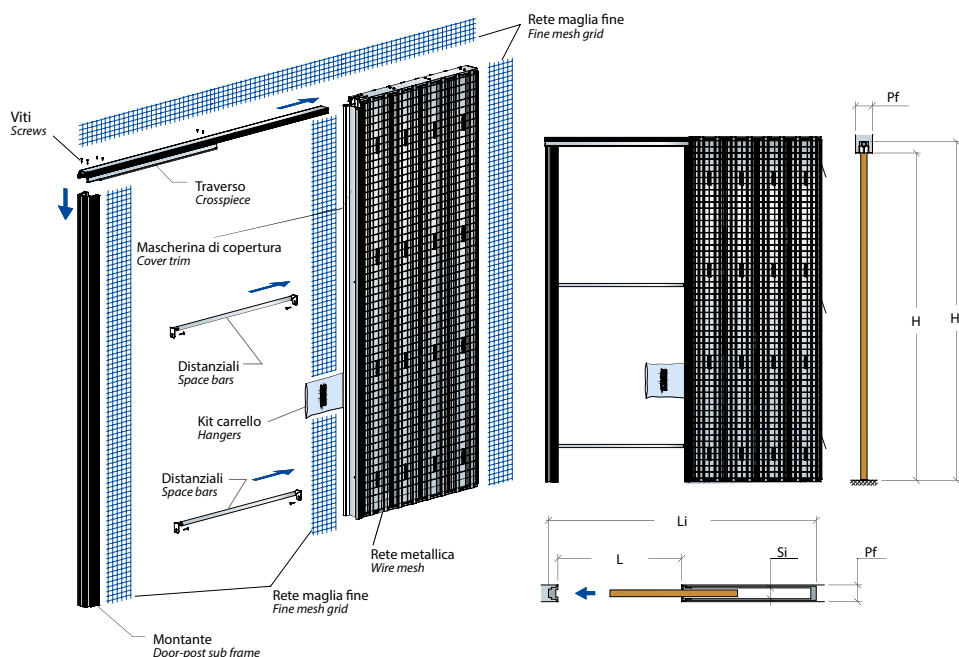 Rete maglia fine
Fine mesh grid
Viti
Screws
Traverso
Crosspiece
Mascherina di copertura
Cover trim
Distanziali
Space bars
Kit carrello
Hangers
Distanziali
Space bars
Rete metallica
Wire mesh
Rete maglia fine
Fine mesh grid
Montante
Door-post sub frame
Pf
H
H
Li
L
Si
Pf